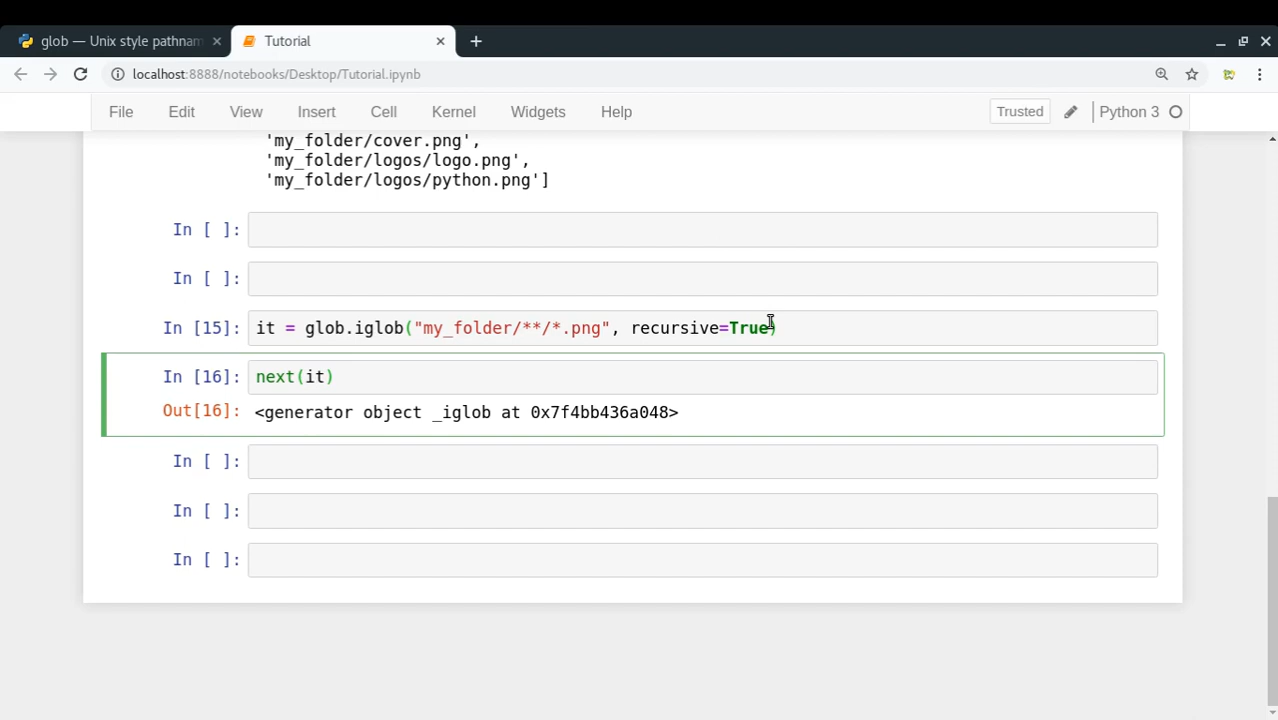 glob — Unix style pathnam
Tutorial
localhost:8888/notebooks/Desktop/Tutorial.ipynb
File Edit View Insert Cell Kernel Widgets Help Trusted Python 3
'my_folder/cover.png',
'my_folder/logos/logo.png',
'my_folder/logos/python.png']
In [ ]:
In [ ]:
In [15]: it = glob.iglob("my_folder/**/*.png", recursive=True)
In [16]: next(it)
Out[16]: <generator object _iglob at 0x7f4bb436a048>
In [ ]:
In [ ]:
In [ ]: